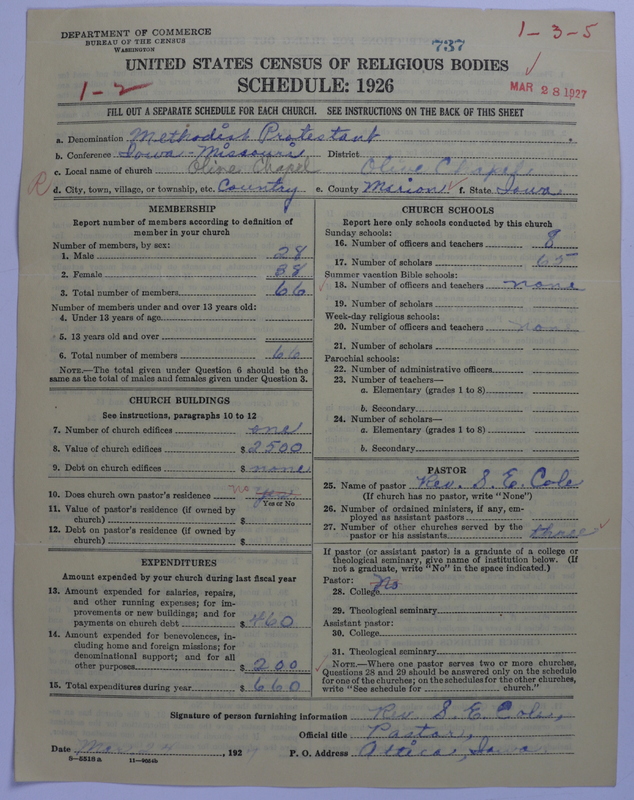 DEPARTMENT OF COMMERCE
BUREAU OF THE CENSUS
WASHINGTON
737
1-3-5
UNITED STATES CENSUS OF RELIGIOUS BODIES
SCHEDULE: 1926
1-2
MAR 28 1927
FILL OUT A SEPARATE SCHEDULE FOR EACH CHURCH. SEE INSTRUCTIONS ON THE BACK OF THIS SHEET
a. Denomination Methodist Protestant
b. Conference Iowa-Missouri District
c. Local name of church Olive Chapel Olive Chapel
R d. City, town, village, or township, etc. Country e. County Marion f. State Iowa
MEMBERSHIP
Report number of members according to definition of
member in your church
Number of members, by sex:
1. Male 28
2. Female 38
3. Total number of members 66
Number of members under and over 13 years old:
4. Under 13 years of age
5. 13 years old and over
6. Total number of members 66
NOTE.—The total given under Question 6 should be the
same as the total of males and females given under Question 3.
CHURCH BUILDINGS
See instructions, paragraphs 10 to 12
7. Number of church edifices one
8. Value of church edifices $ 2500
9. Debt on church edifices $ none
10. Does church own pastor's residence no
Yes or No
11. Value of pastor's residence (if owned by
church) $
12. Debt on pastor's residence (if owned by
church) $
EXPENDITURES
Amount expended by your church during last fiscal year
13. Amount expended for salaries, repairs,
and other running expenses; for im-
provements or new buildings; and for
payments on church debt $ 460
14. Amount expended for benevolences, in-
cluding home and foreign missions; for
denominational support; and for all
other purposes $ 200
15. Total expenditures during year $ 660
CHURCH SCHOOLS
Report here only schools conducted by this church
Sunday schools:
16. Number of officers and teachers 8
17. Number of scholars 65
Summer vacation Bible schools:
18. Number of officers and teachers none
19. Number of scholars
Week-day religious schools:
20. Number of officers and teachers none
21. Number of scholars
Parochial schools:
22. Number of administrative officers
23. Number of teachers—
a. Elementary (grades 1 to 8)
b. Secondary
24. Number of scholars—
a. Elementary (grades 1 to 8)
b. Secondary
PASTOR
25. Name of pastor Rev. S. E. Cole
(If church has no pastor, write "None")
26. Number of ordained ministers, if any, em-
ployed as assistant pastors
27. Number of other churches served by the
pastor or his assistants three
If pastor (or assistant pastor) is a graduate of a college or
theological seminary, give name of institution below. (If
not a graduate, write "No" in the space indicated.)
Pastor:
28. College No
29. Theological seminary
Assistant pastor:
30. College
31. Theological seminary
NOTE.—Where one pastor serves two or more churches,
Questions 28 and 29 should be answered only on the schedule
for one of the churches; on the schedules for the other churches,
write "See schedule for church."
Signature of person furnishing information Rev. S. E. Cole,
Official title Pastor,
Date , 192 P. O. Address Attica, Iowa
8-5516a 11-9024b